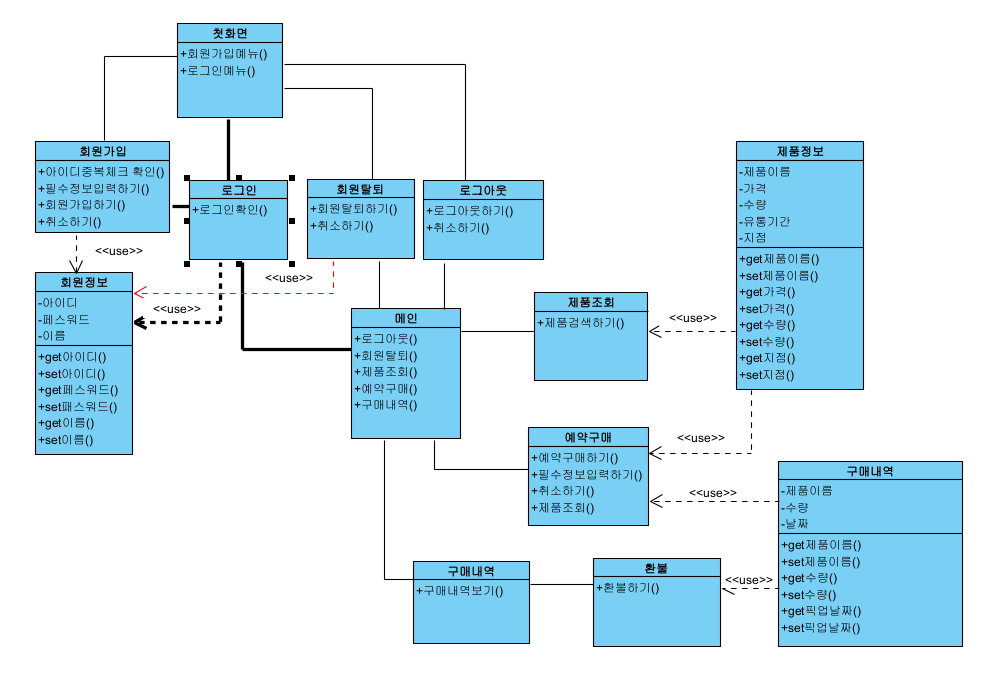 첫화면
+회원가입메뉴()
+로그인메뉴()
회원가입
+아이디중복체크 확인()
+필수정보입력하기()
+회원가입하기()
+취소하기()
로그인
+로그인확인()
회원탈퇴
+회원탈퇴하기()
+취소하기()
로그아웃
+로그아웃하기()
+취소하기()
제품정보
-제품이름
-가격
-수량
-유통기간
-지점
+get제품이름()
+set제품이름()
+get가격()
+set가격()
+get수량()
+set수량()
+get지점()
+set지점()
<<use>>
회원정보
-아이디
-페스워드
-이름
+get아이디()
+set아이디()
+get페스워드()
+set패스워드()
+get이름()
+set이름()
<<use>>
<<use>>
메인
+로그아웃()
+회원탈퇴()
+제품조회()
+예약구매()
+구매내역()
제품조회
+제품검색하기()
<<use>>
예약구매
+예약구매하기()
+필수정보입력하기()
+취소하기()
+제품조회()
<<use>>
<<use>>
구매내역
-제품이름
-수량
-날짜
+get제품이름()
+set제품이름()
+get수량()
+set수량()
+get픽업날짜()
+set픽업날짜()
구매내역
+구매내역보기()
환불
+환불하기()
<<use>>